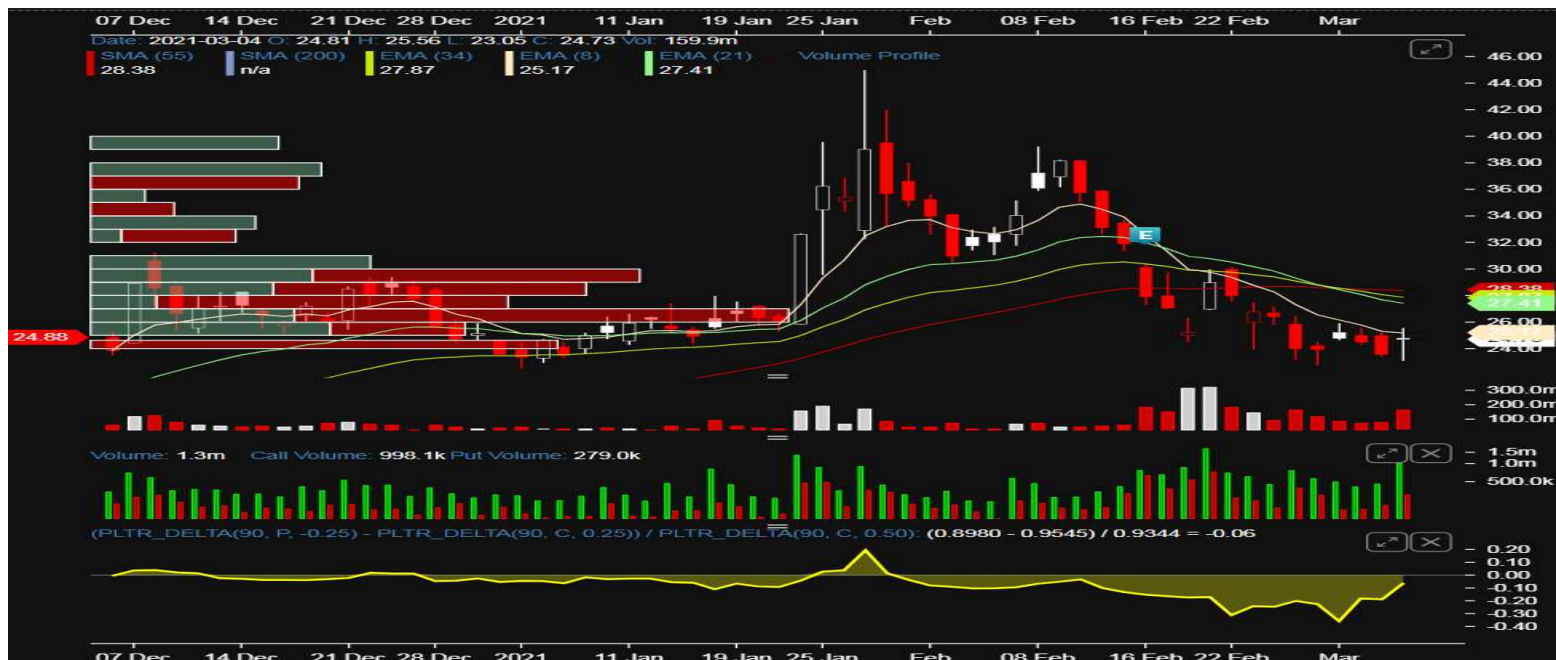 07 Dec 14 Dec 21 Dec 28 Dec 2021 11 Jan 19 Jan 25 Jan Feb 08 Feb 16 Feb 22 Feb Mar
Date: 2021-03-04 O: 24.81 H: 25.56 L: 23.05 C: 24.73 Vol: 159.9m
SMA (55) SMA (200) EMA (34) EMA (8) EMA (21) Volume Profile
28.38 n/a 27.87 25.17 27.41
46.00
44.00
42.00
40.00
38.00
36.00
34.00
E
32.00
30.00
28.38
27.41
26.00
24.88
24.00
300.0m
200.0m
100.0m
Volume: 1.3m Call Volume: 998.1k Put Volume: 279.0k
1.5m
1.0m
500.0k
(PLTR_DELTA(90, P, -0.25) - PLTR_DELTA(90, C, 0.25)) / PLTR_DELTA(90, C, 0.50): (0.8980 - 0.9545) / 0.9344 = -0.06
0.20
0.10
0.00
-0.10
-0.20
-0.30
-0.40
07 Dec 14 Dec 21 Dec 28 Dec 2021 11 Jan 19 Jan 25 Jan Feb 08 Feb 16 Feb 22 Feb Mar